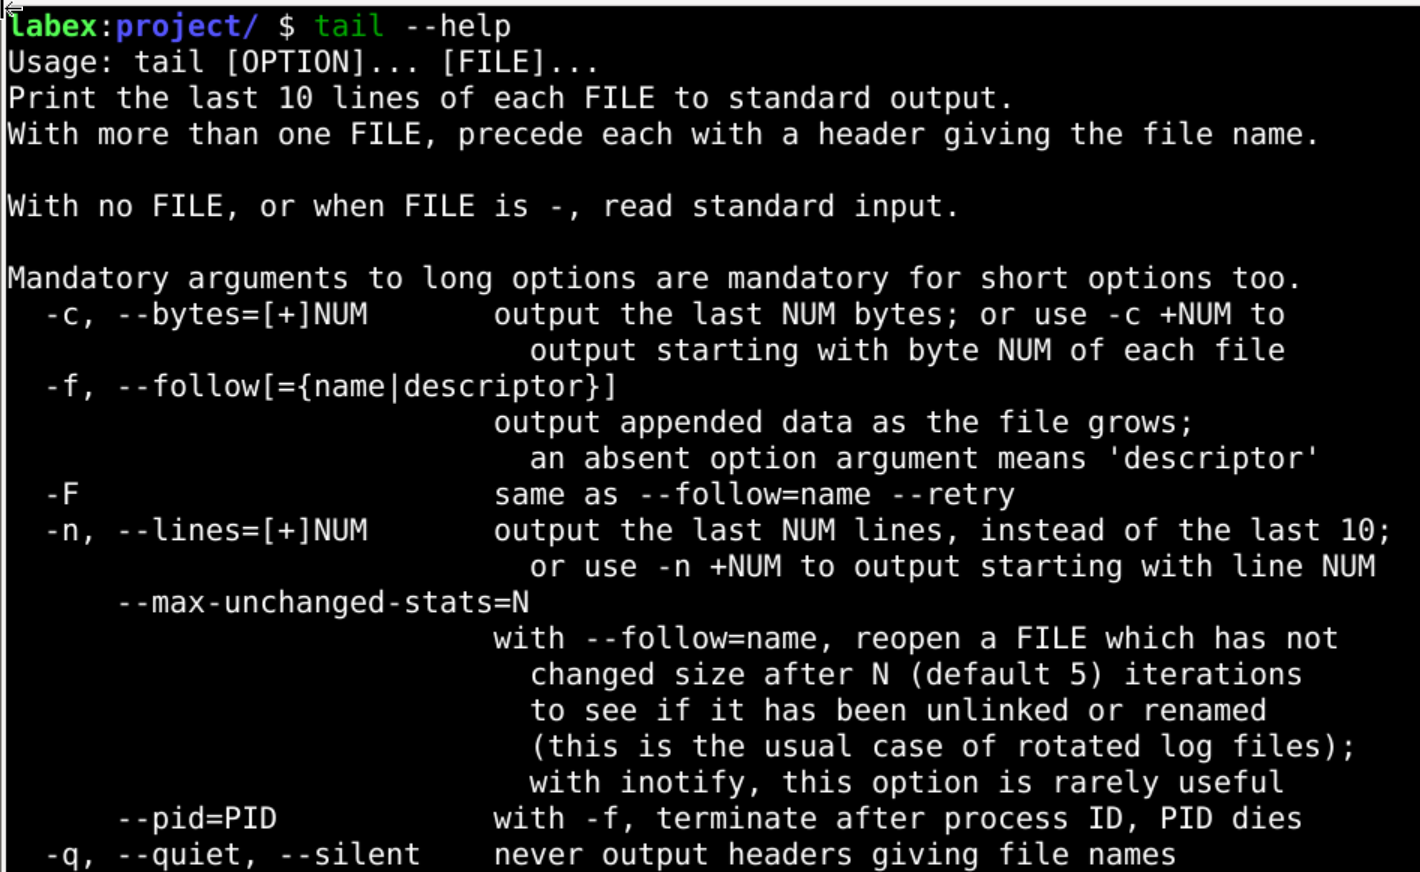 labex:project/ $ tail --help
Usage: tail [OPTION]... [FILE]...
Print the last 10 lines of each FILE to standard output.
With more than one FILE, precede each with a header giving the file name.

With no FILE, or when FILE is -, read standard input.

Mandatory arguments to long options are mandatory for short options too.
  -c, --bytes=[+]NUM       output the last NUM bytes; or use -c +NUM to
                             output starting with byte NUM of each file
  -f, --follow[={name|descriptor}]
                           output appended data as the file grows;
                             an absent option argument means 'descriptor'
  -F                       same as --follow=name --retry
  -n, --lines=[+]NUM       output the last NUM lines, instead of the last 10;
                             or use -n +NUM to output starting with line NUM
      --max-unchanged-stats=N
                           with --follow=name, reopen a FILE which has not
                             changed size after N (default 5) iterations
                             to see if it has been unlinked or renamed
                             (this is the usual case of rotated log files);
                             with inotify, this option is rarely useful
      --pid=PID            with -f, terminate after process ID, PID dies
  -q, --quiet, --silent    never output headers giving file names